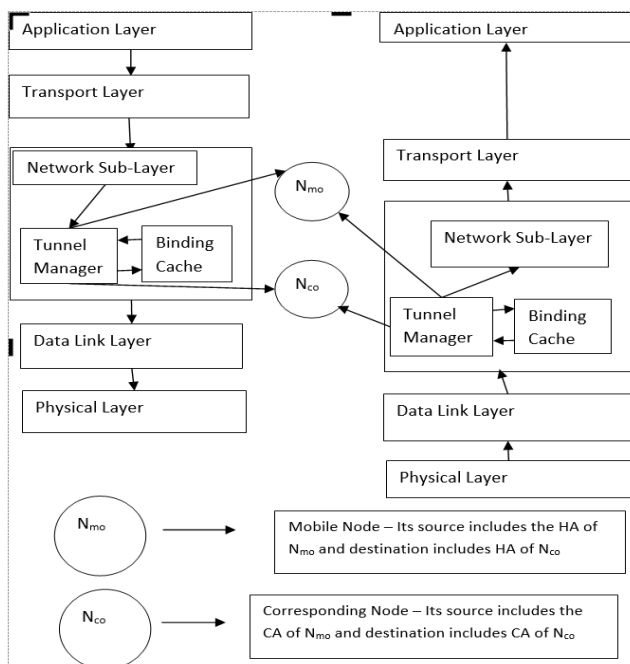 Application Layer
Transport Layer
Network Sub-Layer
Tunnel
Manager
Binding
Cache
Data Link Layer
Physical Layer
Nmo
Nco
Application Layer
Transport Layer
Network Sub-Layer
Tunnel
Manager
Binding
Cache
Data Link Layer
Physical Layer
Nmo
Mobile Node – Its source includes the HA of
Nmo and destination includes HA of Nco
Nco
Corresponding Node – Its source includes the
CA of Nmo and destination includes CA of Nco